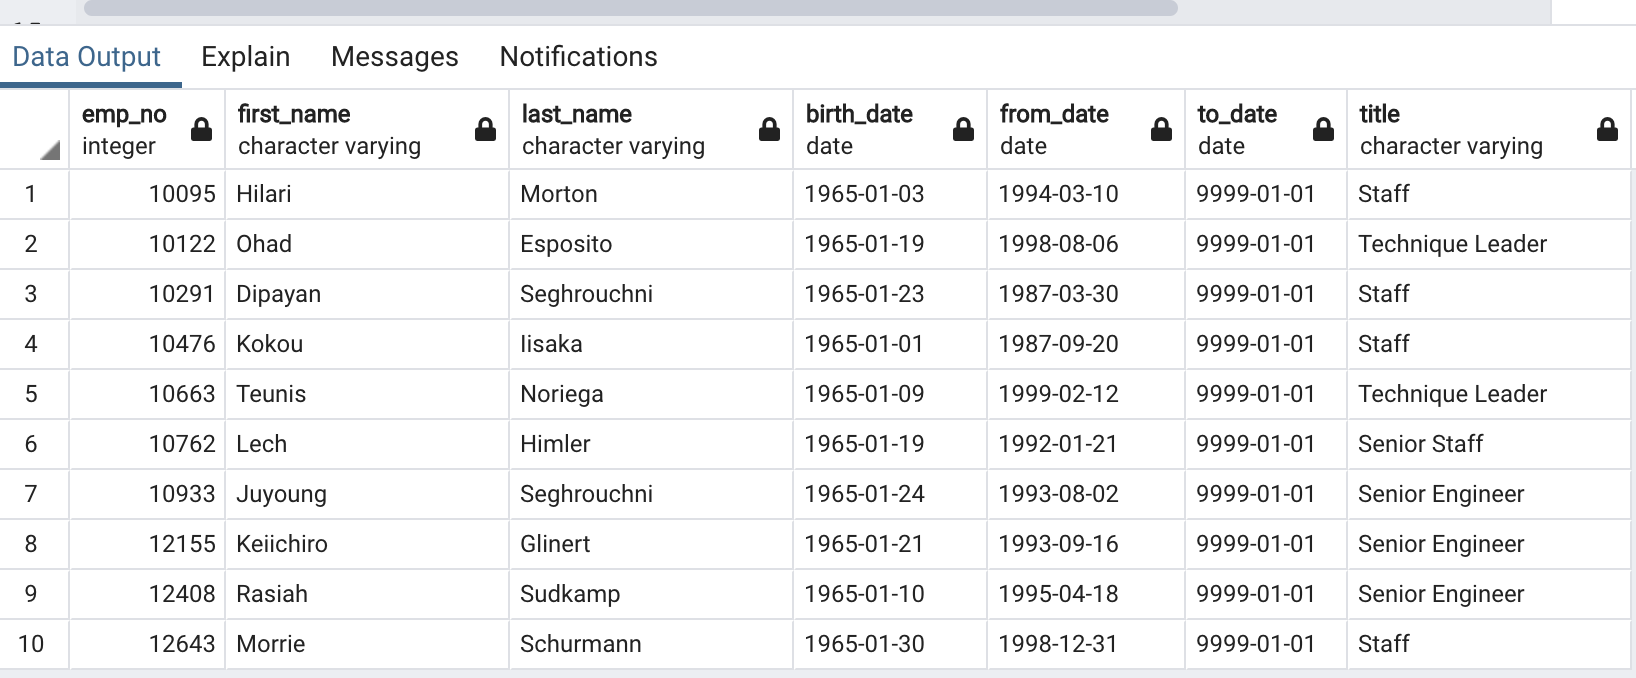 Data Output Explain Messages Notifications
emp_no first_name last_name birth_date from_date to_date title
integer character varying character varying date date date character varying
1 10095 Hilari Morton 1965-01-03 1994-03-10 9999-01-01 Staff
2 10122 Ohad Esposito 1965-01-19 1998-08-06 9999-01-01 Technique Leader
3 10291 Dipayan Seghrouchni 1965-01-23 1987-03-30 9999-01-01 Staff
4 10476 Kokou Iisaka 1965-01-01 1987-09-20 9999-01-01 Staff
5 10663 Teunis Noriega 1965-01-09 1999-02-12 9999-01-01 Technique Leader
6 10762 Lech Himler 1965-01-19 1992-01-21 9999-01-01 Senior Staff
7 10933 Juyoung Seghrouchni 1965-01-24 1993-08-02 9999-01-01 Senior Engineer
8 12155 Keiichiro Glinert 1965-01-21 1993-09-16 9999-01-01 Senior Engineer
9 12408 Rasiah Sudkamp 1965-01-10 1995-04-18 9999-01-01 Senior Engineer
10 12643 Morrie Schurmann 1965-01-30 1998-12-31 9999-01-01 Staff